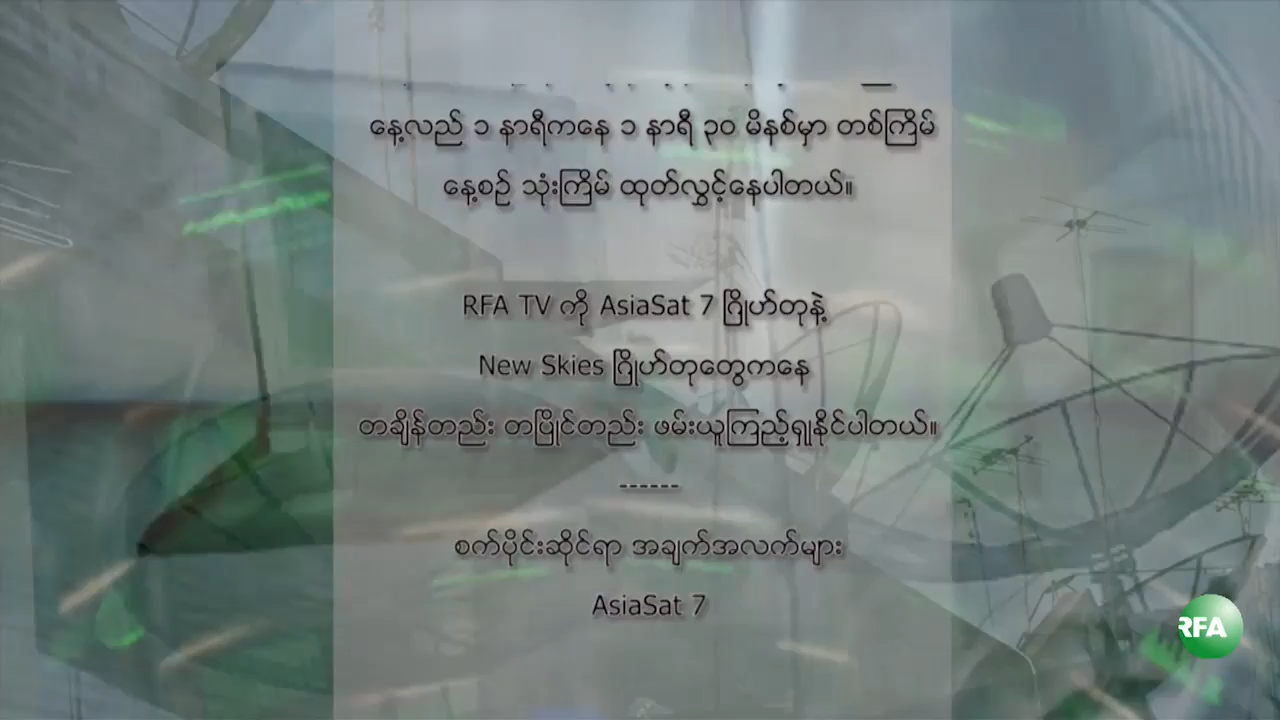 နေ့လည် ၁ နာရီကနေ ၁ နာရီ ၃၀ မိနစ်မှာ တစ်ကြိမ်
နေ့စဉ် သုံးကြိမ် ထုတ်လွှင့်နေပါတယ်။
RFA TV ကို AsiaSat 7 ဂြိုဟ်တုနဲ့
New Skies ဂြိုဟ်တုတွေကနေ
တချိန်တည်း တပြိုင်တည်း ဖမ်းယူကြည့်ရှုနိုင်ပါတယ်။
------
စက်ပိုင်းဆိုင်ရာ အချက်အလက်များ
AsiaSat 7
RFA